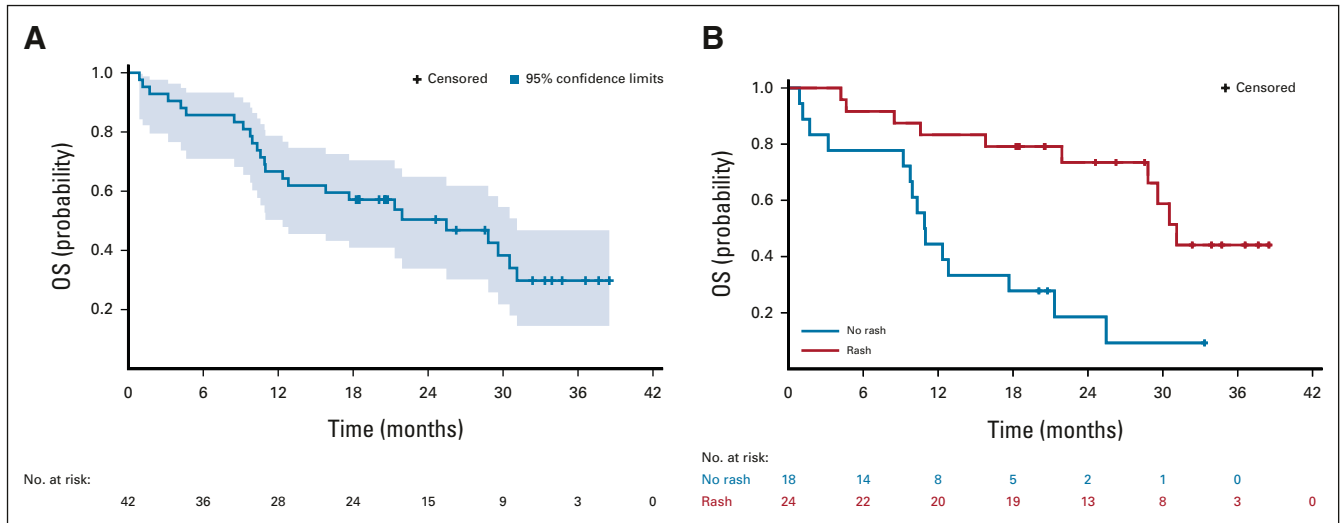 A
+ Censored ■ 95% confidence limits
1.0
0.8
0.6
0.4
0.2
OS (probability)
0 6 12 18 24 30 36 42
Time (months)
No. at risk:
42 36 28 24 15 9 3 0
B
+ Censored
1.0
0.8
0.6
0.4
0.2
OS (probability)
No rash
Rash
0 6 12 18 24 30 36 42
Time (months)
No. at risk:
No rash 18 14 8 5 2 1 0
Rash 24 22 20 19 13 8 3 0